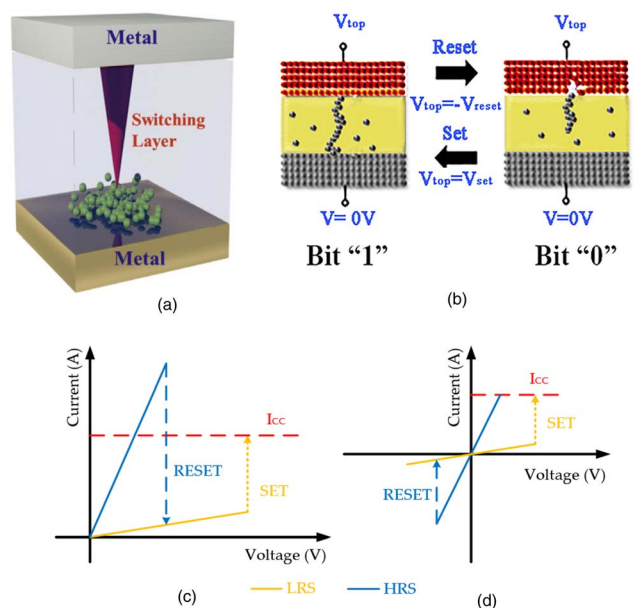 Metal
Switching
Layer
Metal
(a)
Vtop
Vtop
Reset
Vtop=-Vreset
Set
Vtop=Vset
V= 0V
V=0V
Bit “1”
Bit “0”
(b)
Current (A)
Icc
RESET
SET
Voltage (V)
(c)
Current (A)
Icc
SET
Voltage (V)
RESET
(d)
LRS
HRS